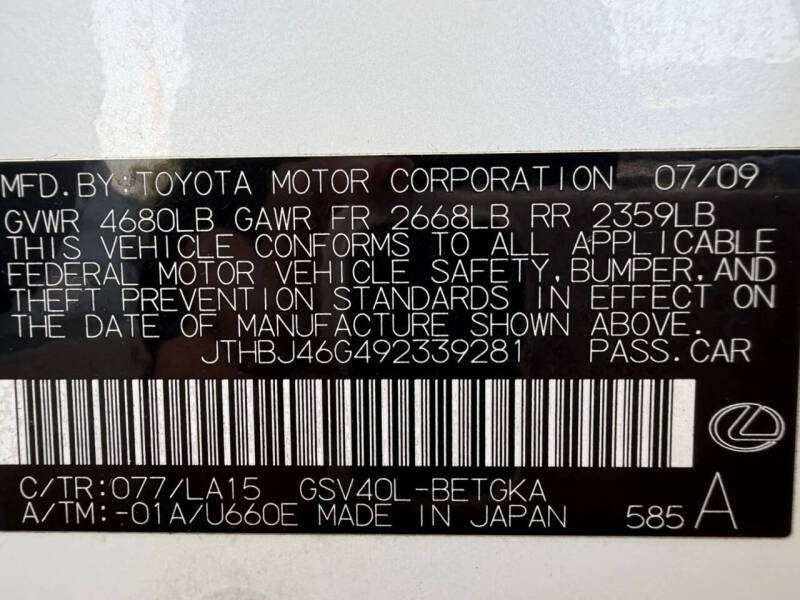 MFD. BY: TOYOTA MOTOR CORPORATION 07/09
GVWR 4680LB GAWR FR 2668LB RR 2359LB
THIS VEHICLE CONFORMS TO ALL APPLICABLE
FEDERAL MOTOR VEHICLE SAFETY, BUMPER, AND
THEFT PREVENTION STANDARDS IN EFFECT ON
THE DATE OF MANUFACTURE SHOWN ABOVE.
JTHBJ46G492339281 PASS.CAR
C/TR:077/LA15 GSV40L-BETGKA
A/TM:-01A/U660E MADE IN JAPAN 585 A